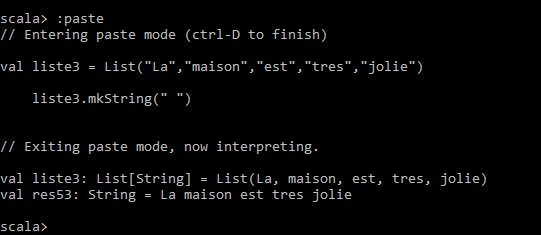 scala> :paste
// Entering paste mode (ctrl-D to finish)
val liste3 = List("La","maison","est","tres","jolie")
liste3.mkString(" ")
// Exiting paste mode, now interpreting.
val liste3: List[String] = List(La, maison, est, tres, jolie)
val res53: String = La maison est tres jolie
scala>